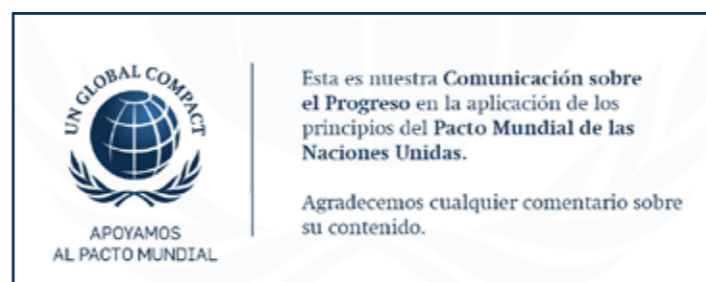 UN GLOBAL COMPACT
APOYAMOS
AL PACTO MUNDIAL
Esta es nuestra Comunicación sobre
el Progreso en la aplicación de los
principios del Pacto Mundial de las
Naciones Unidas.
Agradecemos cualquier comentario sobre
su contenido.